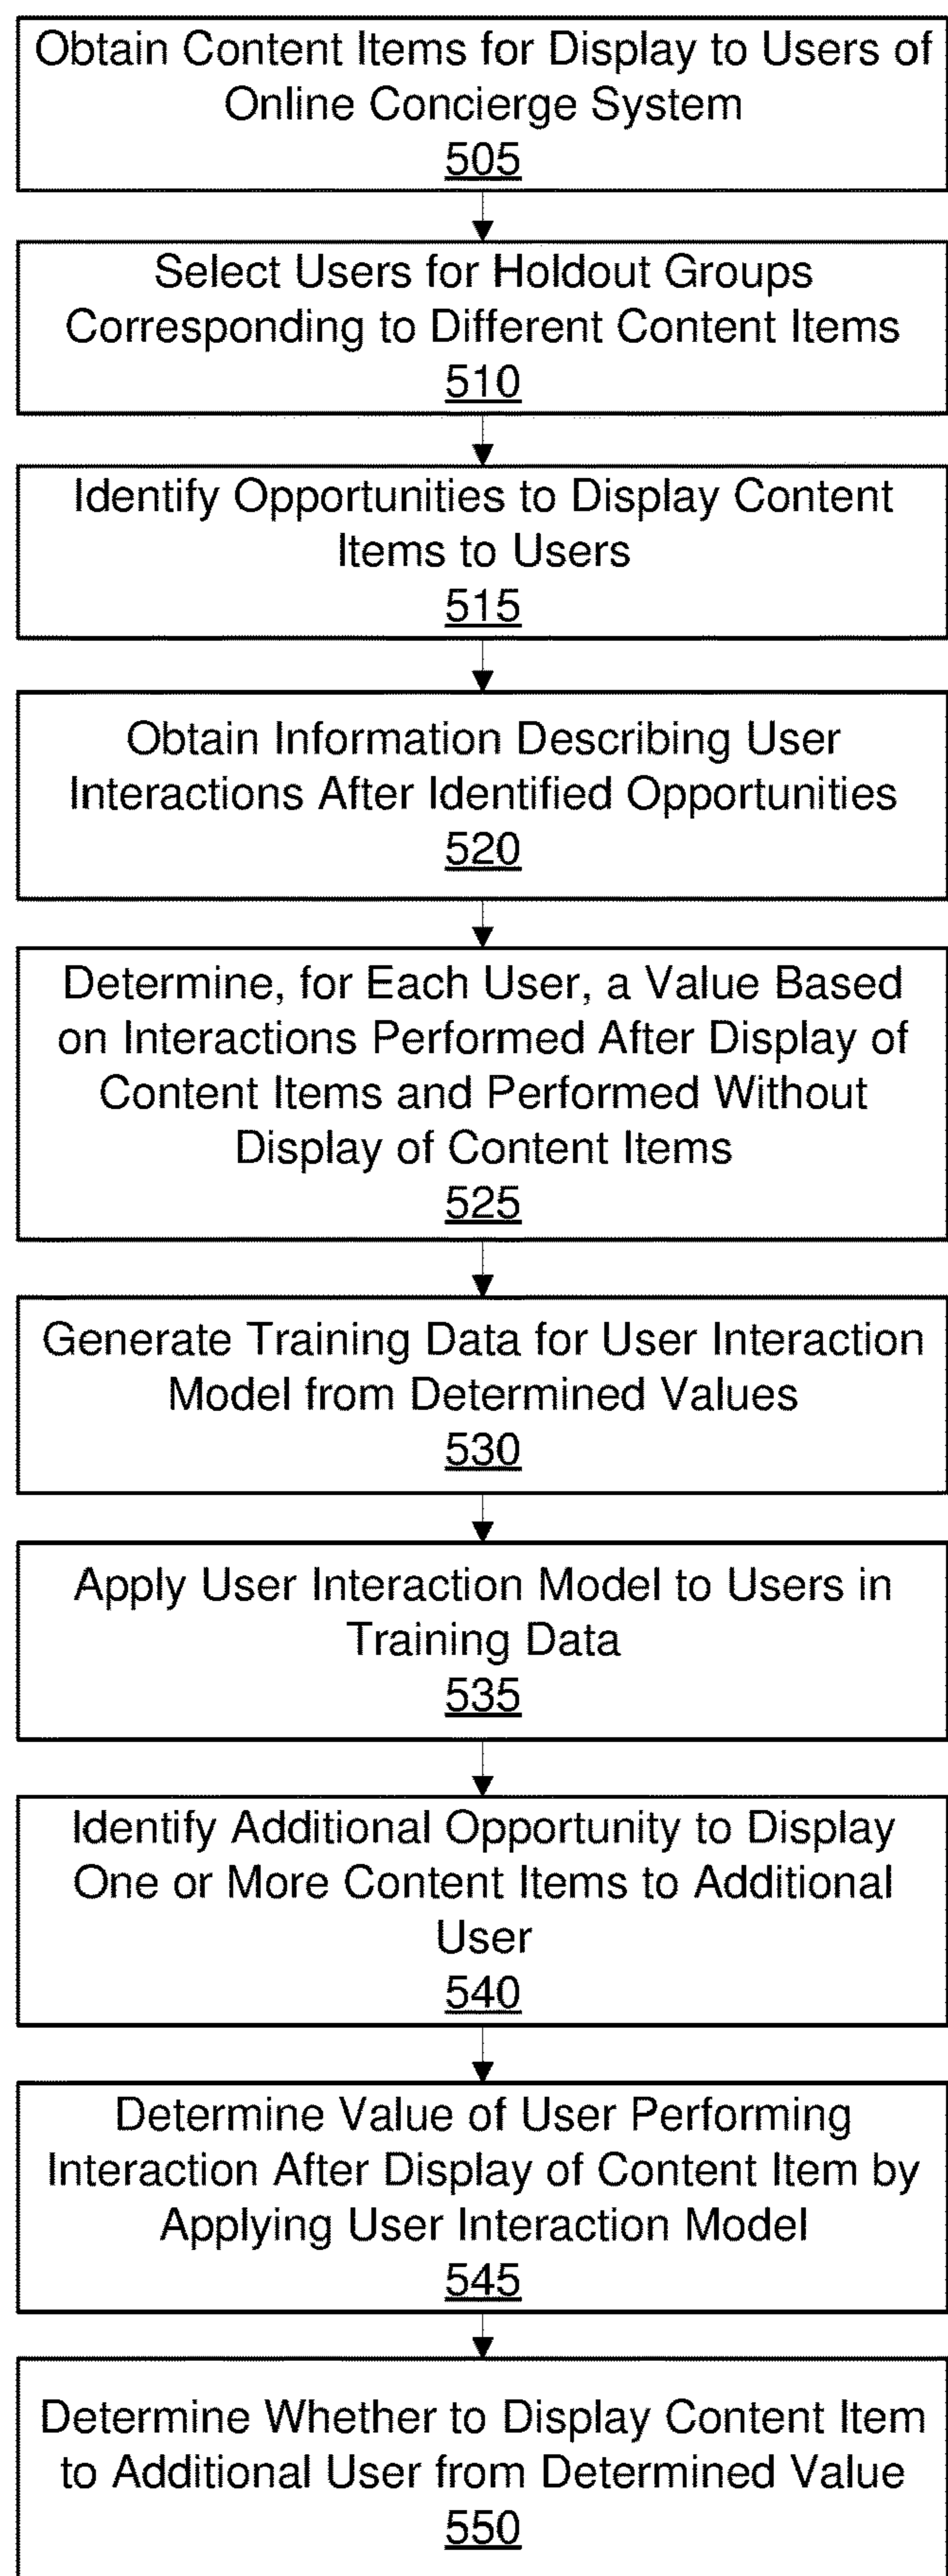 Obtain Content Items for Display to Users of
Online Concierge System
505
Select Users for Holdout Groups
Corresponding to Different Content Items
510
Identify Opportunities to Display Content
Items to Users
515
Obtain Information Describing User
Interactions After Identified Opportunities
520
Determine, for Each User, a Value Based
on Interactions Performed After Display of
Content Items and Performed Without
Display of Content Items
525
Generate Training Data for User Interaction
Model from Determined Values
530
Apply User Interaction Model to Users in
Training Data
535
Identify Additional Opportunity to Display
One or More Content Items to Additional
User
540
Determine Value of User Performing
Interaction After Display of Content Item by
Applying User Interaction Model
545
Determine Whether to Display Content Item
to Additional User from Determined Value
550